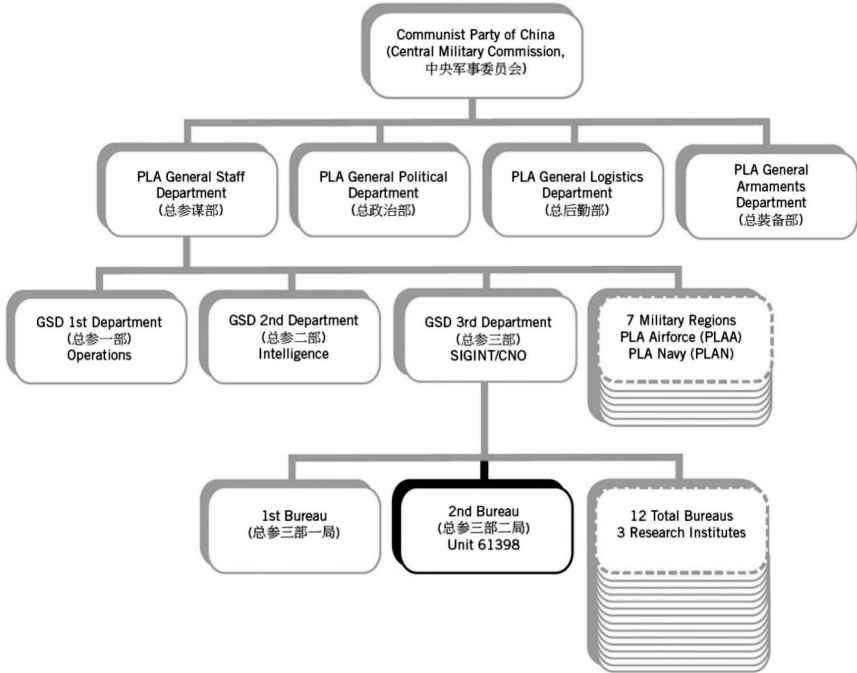 Communist Party of China
(Central Military Commission,
中央军事委员会)
PLA General Staff
Department
(总参谋部)
PLA General Political
Department
(总政治部)
PLA General Logistics
Department
(总后勤部)
PLA General
Armaments
Department
(总装备部)
GSD 1st Department
(总参一部)
Operations
GSD 2nd Department
(总参二部)
Intelligence
GSD 3rd Department
(总参三部)
SIGINT/CNO
7 Military Regions
PLA Airforce (PLAA)
PLA Navy (PLAN)
1st Bureau
(总参三部一局)
2nd Bureau
(总参三部二局)
Unit 61398
12 Total Bureaus
3 Research Institutes